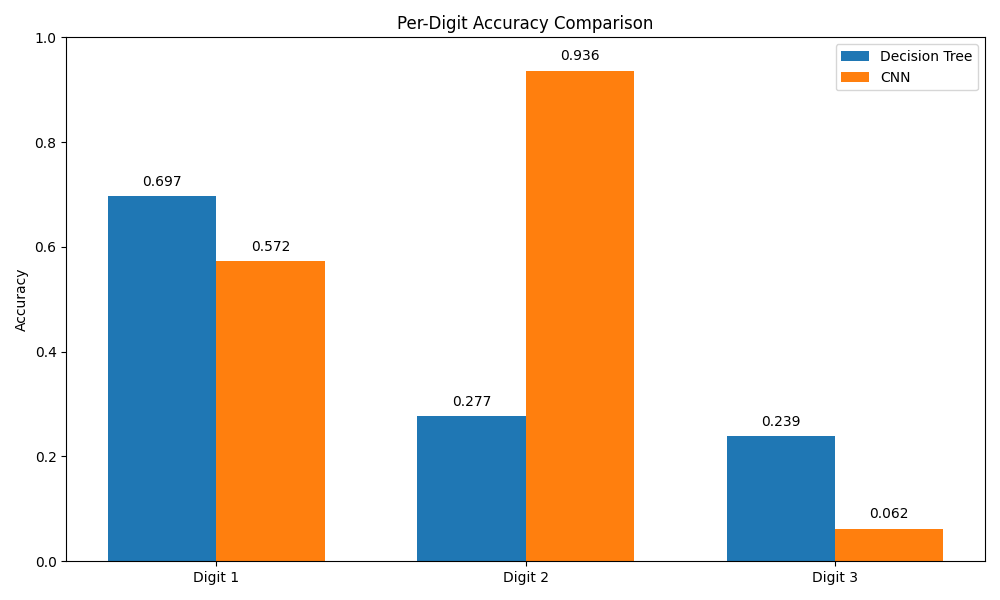 Per-Digit Accuracy Comparison
1.0
0.8
0.6
0.4
0.2
0.0
Accuracy
Decision Tree
CNN
0.697
0.572
0.277
0.936
0.239
0.062
Digit 1
Digit 2
Digit 3